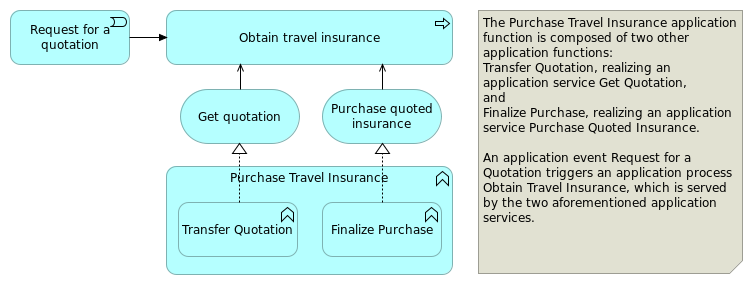 Request for a
quotation
Obtain travel insurance
Get quotation
Purchase quoted
insurance
Purchase Travel Insurance
Transfer Quotation
Finalize Purchase
The Purchase Travel Insurance application
function is composed of two other
application functions:
Transfer Quotation, realizing an
application service Get Quotation,
and
Finalize Purchase, realizing an application
service Purchase Quoted Insurance.
An application event Request for a
Quotation triggers an application process
Obtain Travel Insurance, which is served
by the two aforementioned application
services.